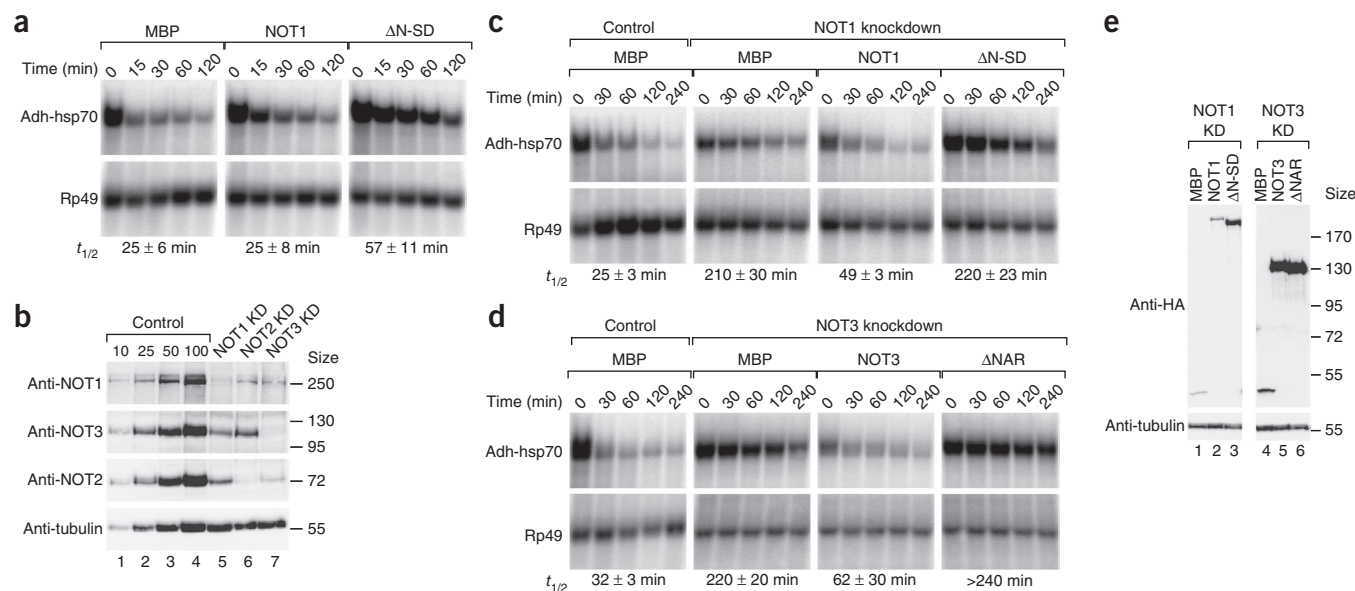 a
MBP NOT1 ΔN-SD
Time (min) 0 15 30 60 120 0 15 30 60 120 0 15 30 60 120
Adh-hsp70
Rp49
t1/2 25 ± 6 min 25 ± 8 min 57 ± 11 min
b
Control NOT1 KD NOT2 KD NOT3 KD
10 25 50 100 Size
Anti-NOT1 250
Anti-NOT3 130
95
Anti-NOT2 72
Anti-tubulin 55
1 2 3 4 5 6 7
c
Control NOT1 knockdown
MBP MBP NOT1 ΔN-SD
Time (min) 0 30 60 120 240 0 30 60 120 240 0 30 60 120 240 0 30 60 120 240
Adh-hsp70
Rp49
t1/2 25 ± 3 min 210 ± 30 min 49 ± 3 min 220 ± 23 min
d
Control NOT3 knockdown
MBP MBP NOT3 ΔNAR
Time (min) 0 30 60 120 240 0 30 60 120 240 0 30 60 120 240 0 30 60 120 240
Adh-hsp70
Rp49
t1/2 32 ± 3 min 220 ± 20 min 62 ± 30 min >240 min
e
NOT1 NOT3
KD KD
MBP NOT1 ΔN-SD MBP NOT3 ΔNAR
Size
170
130
Anti-HA 95
72
55
Anti-tubulin 55
1 2 3 4 5 6